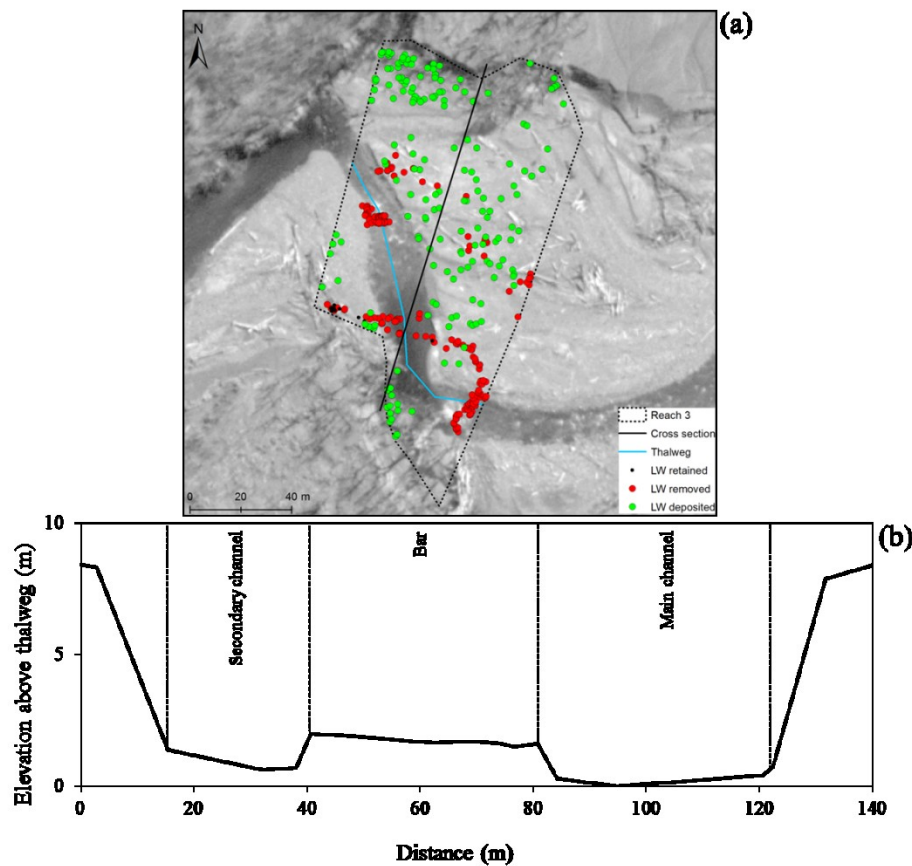 (a)
N
Reach 3
Cross section
Thalweg
LW retained
LW removed
LW deposited
0 20 40 m
(b)
Elevation above thalweg (m)
10
5
0
Secondary channel
Bar
Main channel
0 20 40 60 80 100 120 140
Distance (m)